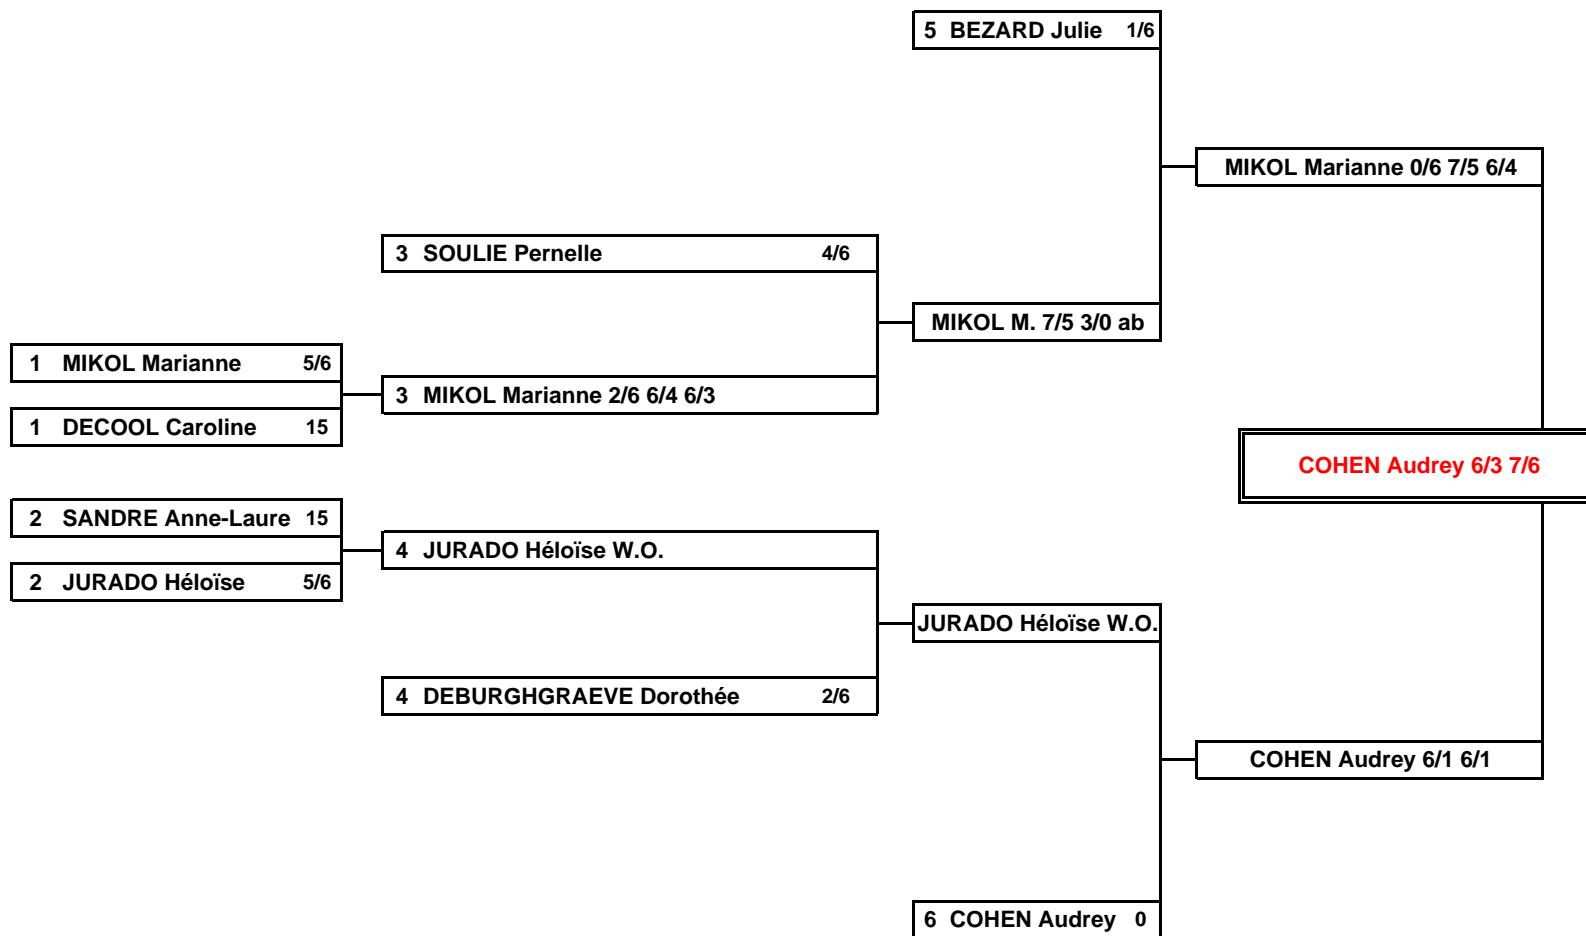 5 BEZARD Julie 1/6
MIKOL Marianne 0/6 7/5 6/4
3 SOULIE Pernelle 4/6
MIKOL M. 7/5 3/0 ab
1 MIKOL Marianne 5/6
3 MIKOL Marianne 2/6 6/4 6/3
1 DECOOL Caroline 15
COHEN Audrey 6/3 7/6
2 SANDRE Anne-Laure 15
4 JURADO Héloïse W.O.
2 JURADO Héloïse 5/6
JURADO Héloïse W.O.
4 DEBURGHGRAEVE Dorothée 2/6
COHEN Audrey 6/1 6/1
6 COHEN Audrey 0